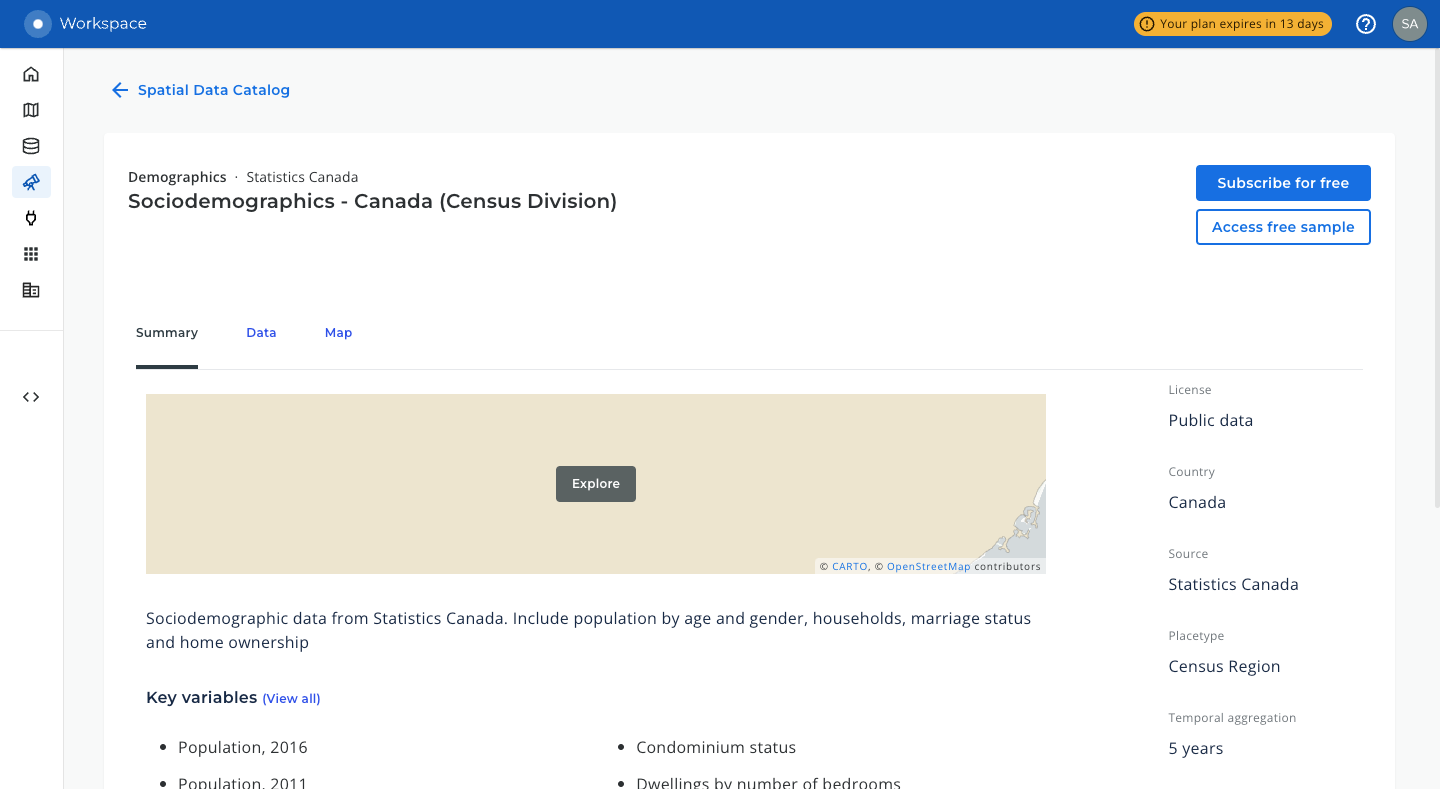 Workspace
Your plan expires in 13 days
SA
Spatial Data Catalog
Demographics · Statistics Canada
Sociodemographics - Canada (Census Division)
Subscribe for free
Access free sample
Summary
Data
Map
Explore
© CARTO, © OpenStreetMap contributors
Sociodemographic data from Statistics Canada. Include population by age and gender, households, marriage status
and home ownership
Key variables (View all)
• Population, 2016
• Condominium status
• Population, 2011
• Dwellings by number of bedrooms
License
Public data
Country
Canada
Source
Statistics Canada
Placetype
Census Region
Temporal aggregation
5 years